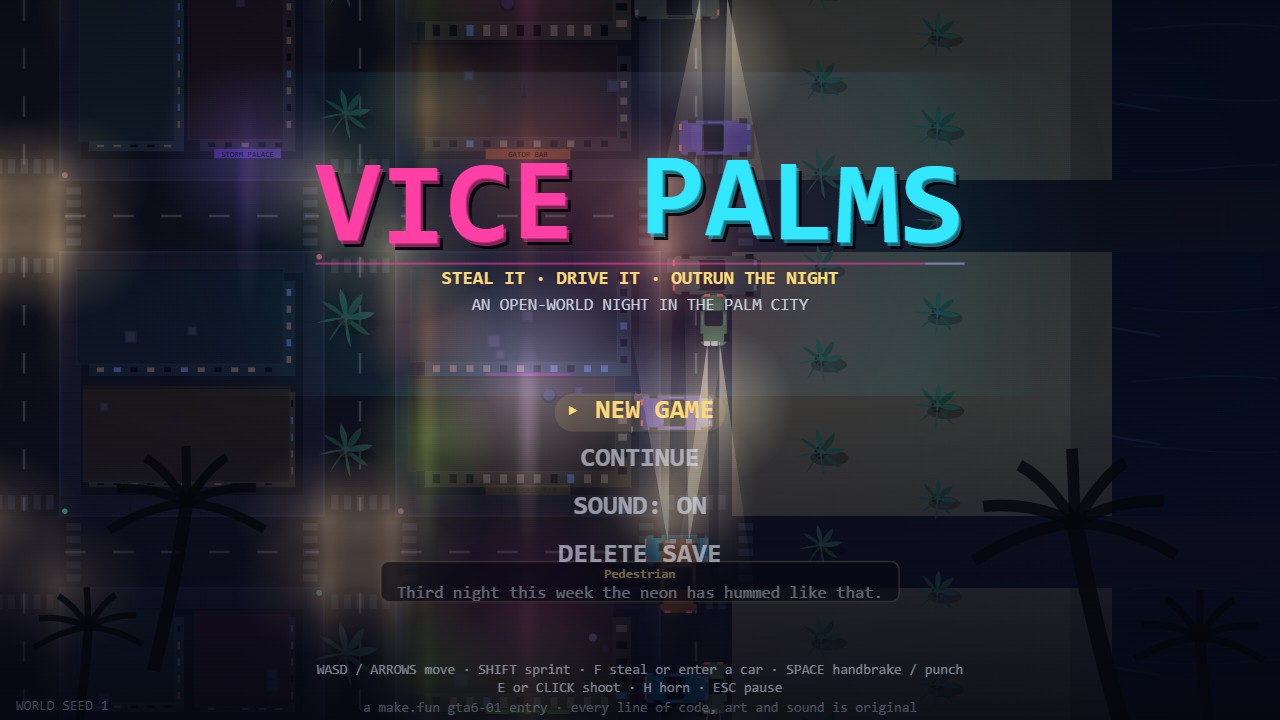 STORM PALACE
GATOR BAR
VICE PALMS
STEAL IT · DRIVE IT · OUTRUN THE NIGHT
AN OPEN-WORLD NIGHT IN THE PALM CITY
▸ NEW GAME
CONTINUE
SOUND: ON
DELETE SAVE
Pedestrian
Third night this week the neon has hummed like that.
WASD / ARROWS move · SHIFT sprint · F steal or enter a car · SPACE handbrake / punch
E or CLICK shoot · H horn · ESC pause
WORLD SEED 1
a make.fun gta6-01 entry · every line of code, art and sound is original